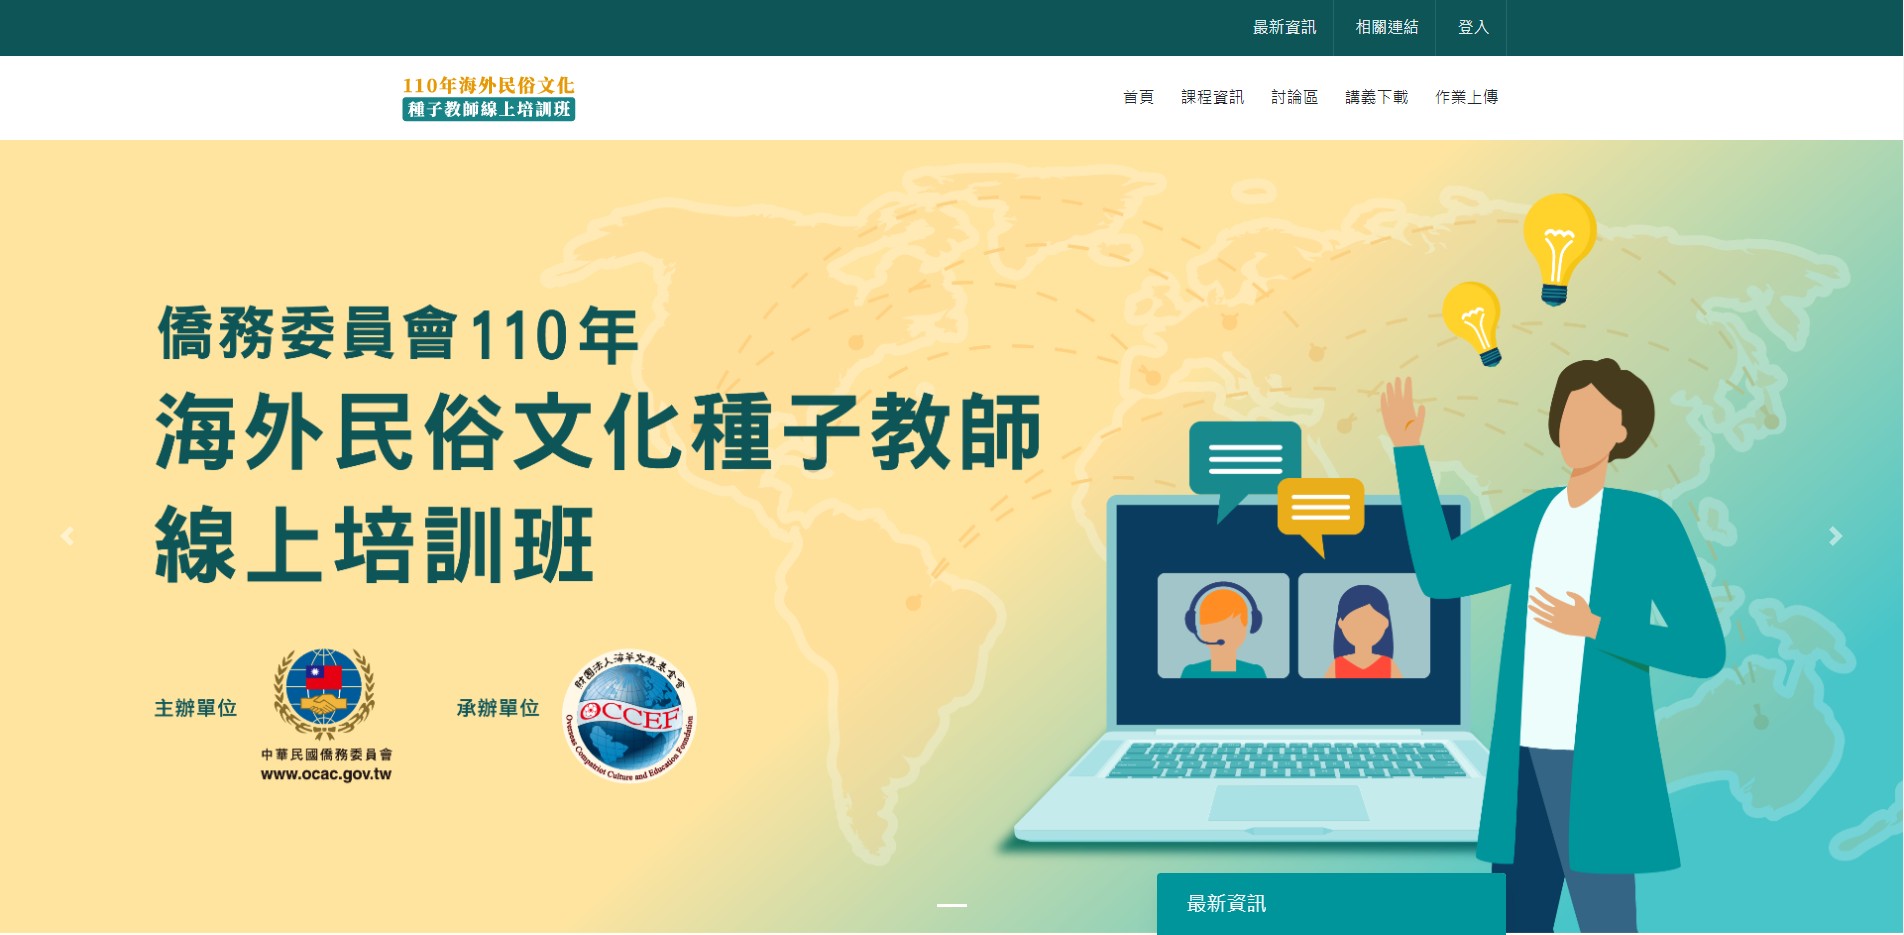 最新資訊
相關連結
登入
110年海外民俗文化
種子教師線上培訓班
首頁
課程資訊
討論區
講義下載
作業上傳
僑務委員會110年
海外民俗文化種子教師
線上培訓班
主辦單位
中華民國僑務委員會
www.ocac.gov.tw
承辦單位
財團法人海華文教基金會
OCCEF
Overseas Compatriot Culture and Education Foundation
最新資訊